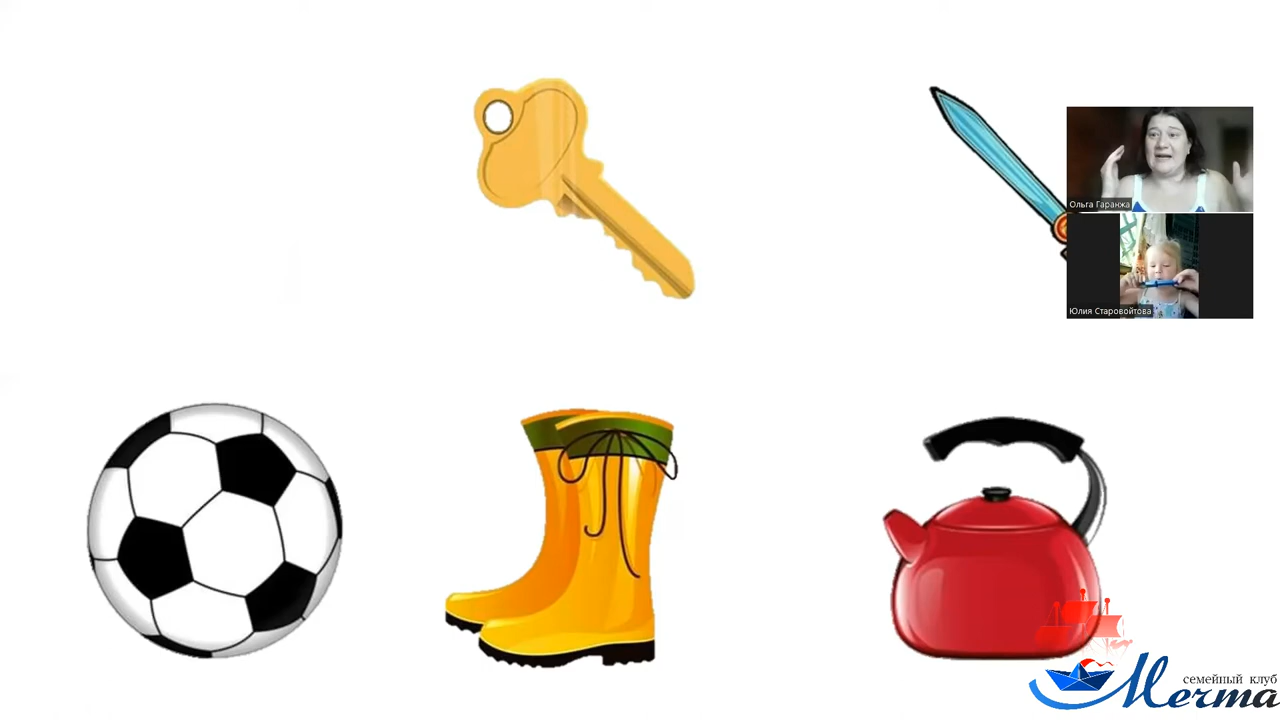 Ольга Гаранжа
Юлия Старовойтова
семейный клуб
Мечта